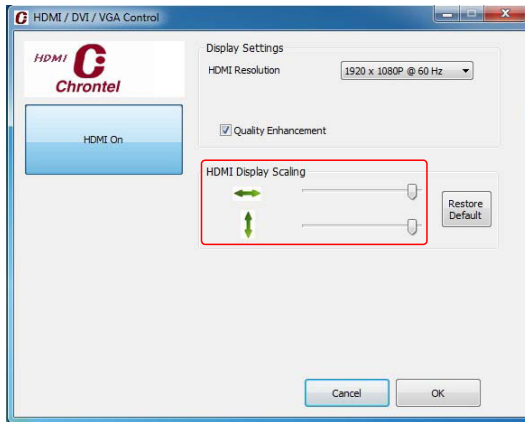 HDMI / DVI / VGA Control
HDMI
Chrontel
HDMI On
Display Settings
HDMI Resolution
1920 x 1080P @ 60 Hz
Quality Enhancement
HDMI Display Scaling
Restore
Default
Cancel
OK